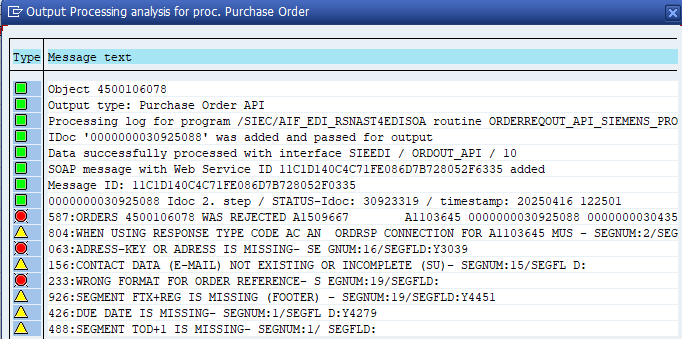 Output Processing analysis for proc. Purchase Order
Type Message text
Object 4500106078
Output type: Purchase Order API
Processing log for program /SIEC/AIF_EDI_RSNAST4EDISOA routine ORDERREQOUT_API_SIEMENS_PRO
IDoc '0000000030925088' was added and passed for output
Data successfully processed with interface SIEEDI / ORDOUT_API / 10
SOAP message with Web Service ID 11C1D140C4C71FE086D7B728052F6335 added
Message ID: 11C1D140C4C71FE086D7B728052F0335
0000000030925088 Idoc 2. step / STATUS-Idoc: 30923319 / timestamp: 20250416 122501
587:ORDERS 4500106078 WAS REJECTED A1509667 A1103645 0000000030925088 0000000030435
804:WHEN USING RESPONSE TYPE CODE AC AN ORDRSP CONNECTION FOR A1103645 MUS - SEGNUM:2/SEG
063:ADRESS-KEY OR ADRESS IS MISSING- SE GNUM:16/SEGFLD:Y3039
156:CONTACT DATA (E-MAIL) NOT EXISTING OR INCOMPLETE (SU)- SEGNUM:15/SEGFL D:
233:WRONG FORMAT FOR ORDER REFERENCE- S EGNUM:19/SEGFLD:
926:SEGMENT FTX+REG IS MISSING (FOOTER) - SEGNUM:19/SEGFLD:Y4451
426:DUE DATE IS MISSING- SEGNUM:1/SEGFL D:Y4279
488:SEGMENT TOD+1 IS MISSING- SEGNUM:1/ SEGFLD: